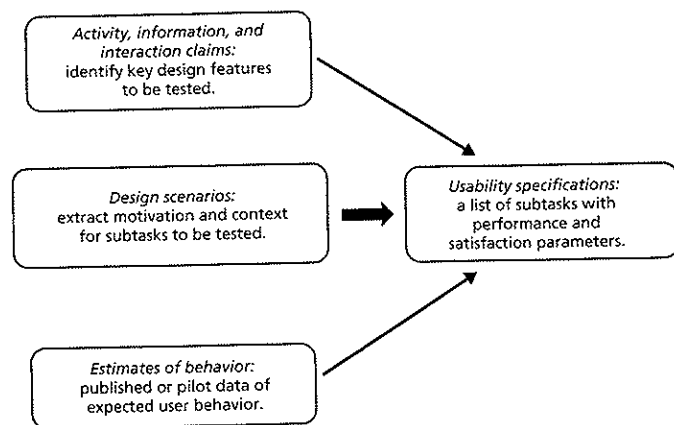 Activity, information, and
interaction claims:
identify key design features
to be tested.
Design scenarios:
extract motivation and context
for subtasks to be tested.
Usability specifications:
a list of subtasks with
performance and
satisfaction parameters.
Estimates of behavior:
published or pilot data of
expected user behavior.